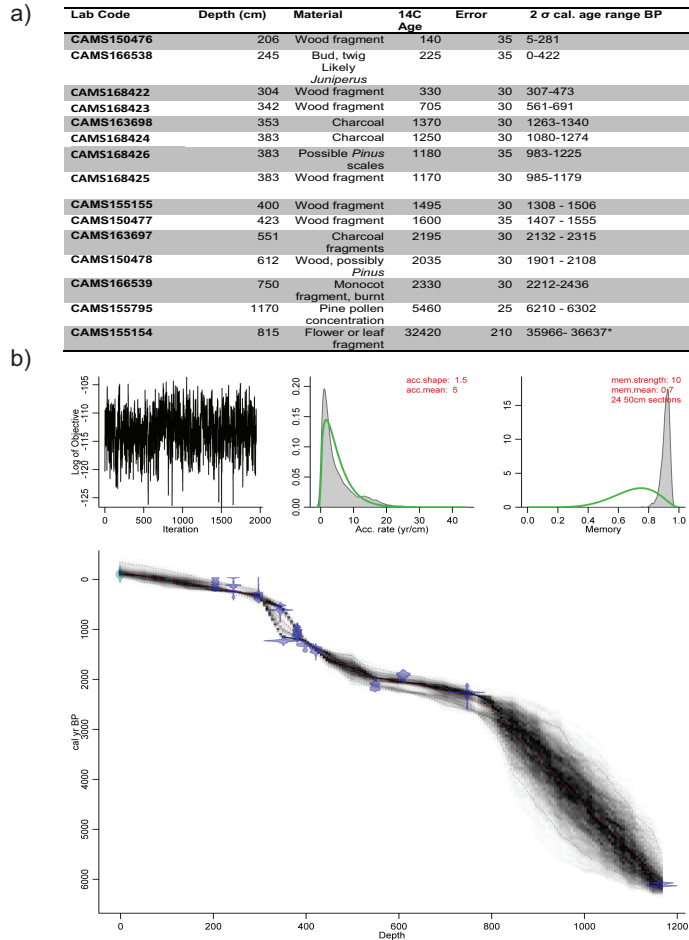 a)
Lab Code Depth (cm) Material 14C Age Error 2 σ cal. age range BP
CAMS150476 206 Wood fragment 140 35 5-281
CAMS166538 245 Bud, twig Likely Juniperus 225 35 0-422
CAMS168422 304 Wood fragment 330 30 307-473
CAMS168423 342 Wood fragment 705 30 561-691
CAMS163698 353 Charcoal 1370 30 1263-1340
CAMS168424 383 Charcoal 1250 30 1080-1274
CAMS168426 383 Possible Pinus scales 1180 35 983-1225
CAMS168425 383 Wood fragment 1170 30 985-1179
CAMS155155 400 Wood fragment 1495 30 1308 - 1506
CAMS150477 423 Wood fragment 1600 35 1407 - 1555
CAMS163697 551 Charcoal fragments 2195 30 2132 - 2315
CAMS150478 612 Wood, possibly Pinus 2035 30 1901 - 2108
CAMS166539 750 Monocot fragment, burnt 2330 30 2212-2436
CAMS155795 1170 Pine pollen concentration 5460 25 6210 - 6302
CAMS155154 815 Flower or leaf fragment 32420 210 35966- 36637*
b)
Log of Objective
-105
-110
-115
-120
-125
0 500 1000 1500 2000
Iteration
acc.shape: 1.5
acc.mean: 5
0.20
0.15
0.10
0.05
0.00
0 10 20 30 40
Acc. rate (yr/cm)
mem.strength: 10
mem.mean: 0.7
24 50cm sections
15
10
5
0
0.0 0.2 0.4 0.6 0.8 1.0
Memory
cal yr BP
0
1000
2000
3000
4000
5000
6000
0 200 400 600 800 1000 1200
Depth